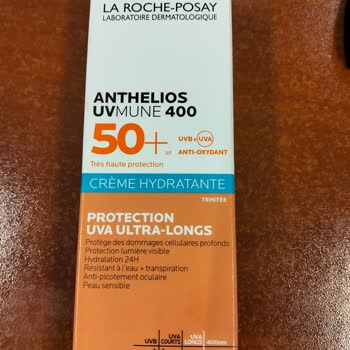 LA ROCHE-POSAY
LABORATOIRE DERMATOLOGIQUE
ANTHELIOS
UVMUNE 400
50+
SPF
UVB+UVA
ANTI-OXYDANT
Très haute protection
CRÈME HYDRATANTE
TEINTÉE
PROTECTION
UVA ULTRA-LONGS
Protège des dommages cellulaires profonds
Protection lumière visible
Hydratation 24H
Résistant à l'eau + transpiration
Anti-picotement oculaire
Peau sensible
UVB
UVA COURTS
UVA LONGS
400nm